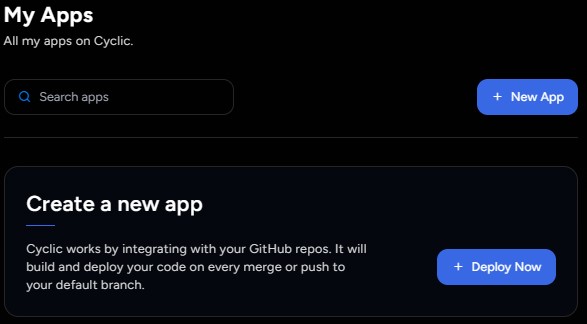 My Apps
All my apps on Cyclic.
Search apps
+ New App
Create a new app
Cyclic works by integrating with your GitHub repos. It will
build and deploy your code on every merge or push to
your default branch.
+ Deploy Now